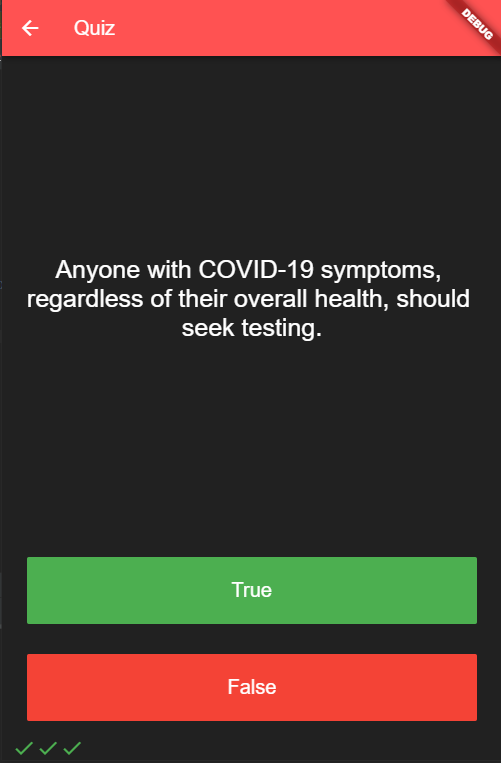 Quiz
DEBUG
Anyone with COVID-19 symptoms,
regardless of their overall health, should
seek testing.
True
False